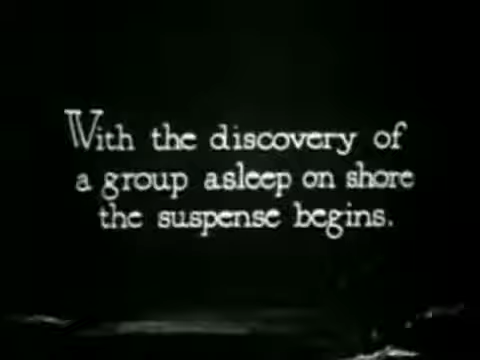 With the discovery of
a group asleep on shore
the suspense begins.